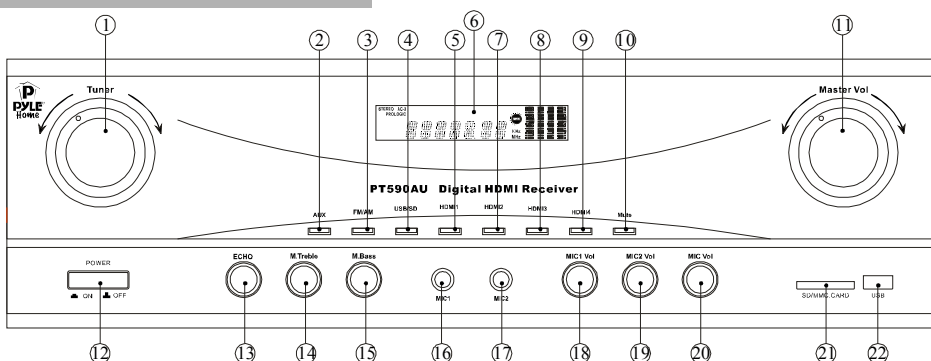 ① ② ③ ④ ⑤ ⑥ ⑦ ⑧ ⑨ ⑩ ⑪
P
PYLE
Home
Tuner
STEREO AC-3
PROLOGIC
KHz
MHz
Master Vol
PT590AU Digital HDMI Receiver
AUX FM/AM USB/SD HDMI1 HDMI2 HDMI3 HDMI4 Mute
POWER
ON OFF
ECHO M.Treble M.Bass
MIC1 MIC2
MIC1 Vol MIC2 Vol MIC Vol
SD/MMC CARD USB
⑫ ⑬ ⑭ ⑮ ⑯ ⑰ ⑱ ⑲ ⑳ ㉑ ㉒